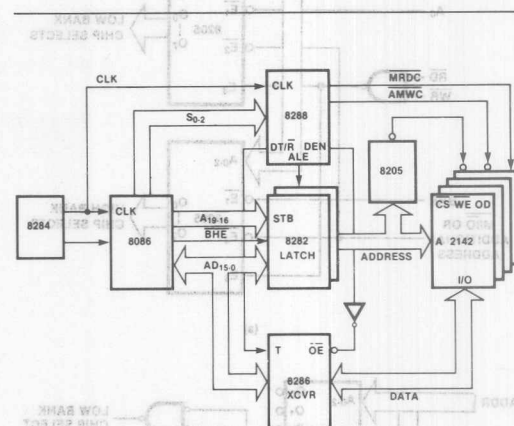 CLK
MRDC
AMWC
S0-2
CLK
8288
DT/R DEN
ALE
8205
8284
CLK
8086
A19-16
BHE
AD15-0
STB
8282
LATCH
ADDRESS
CS WE OD
A 2142
I/O
T OE
8286
XCVR
DATA